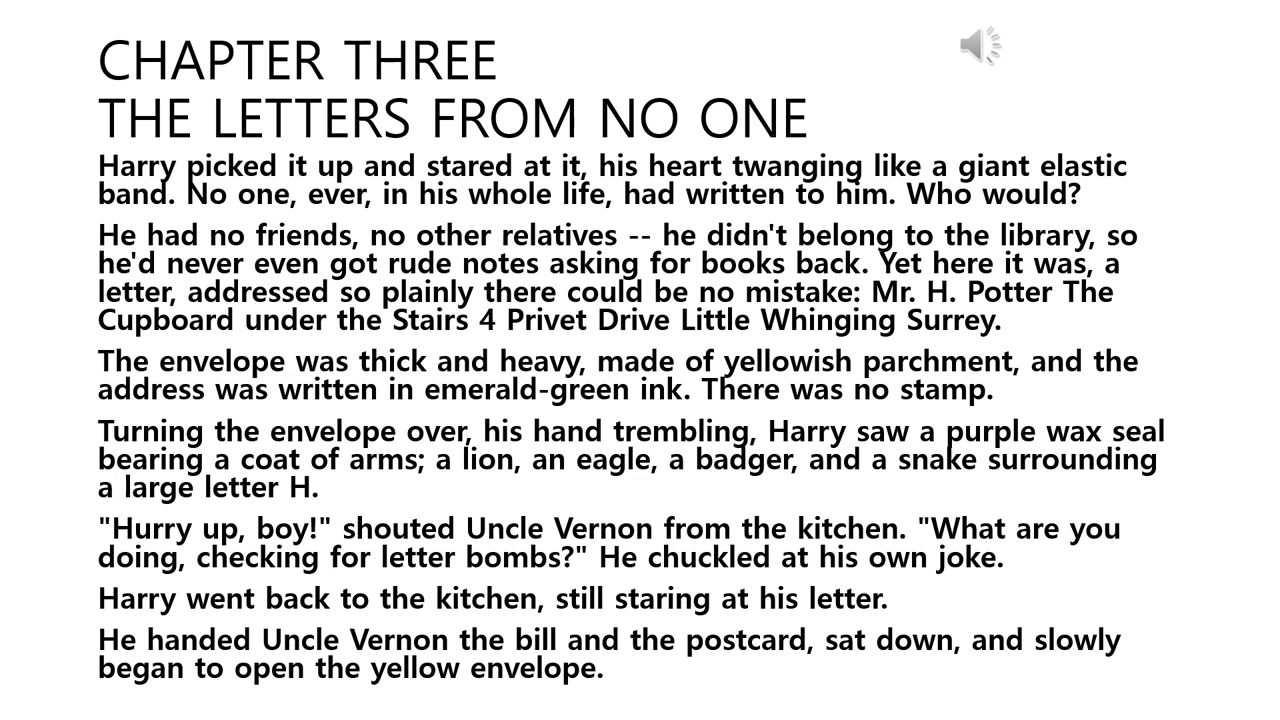 CHAPTER THREE
THE LETTERS FROM NO ONE
Harry picked it up and stared at it, his heart twanging like a giant elastic
band. No one, ever, in his whole life, had written to him. Who would?
He had no friends, no other relatives -- he didn't belong to the library, so
he'd never even got rude notes asking for books back. Yet here it was, a
letter, addressed so plainly there could be no mistake: Mr. H. Potter The
Cupboard under the Stairs 4 Privet Drive Little Whinging Surrey.
The envelope was thick and heavy, made of yellowish parchment, and the
address was written in emerald-green ink. There was no stamp.
Turning the envelope over, his hand trembling, Harry saw a purple wax seal
bearing a coat of arms; a lion, an eagle, a badger, and a snake surrounding
a large letter H.
"Hurry up, boy!" shouted Uncle Vernon from the kitchen. "What are you
doing, checking for letter bombs?" He chuckled at his own joke.
Harry went back to the kitchen, still staring at his letter.
He handed Uncle Vernon the bill and the postcard, sat down, and slowly
began to open the yellow envelope.